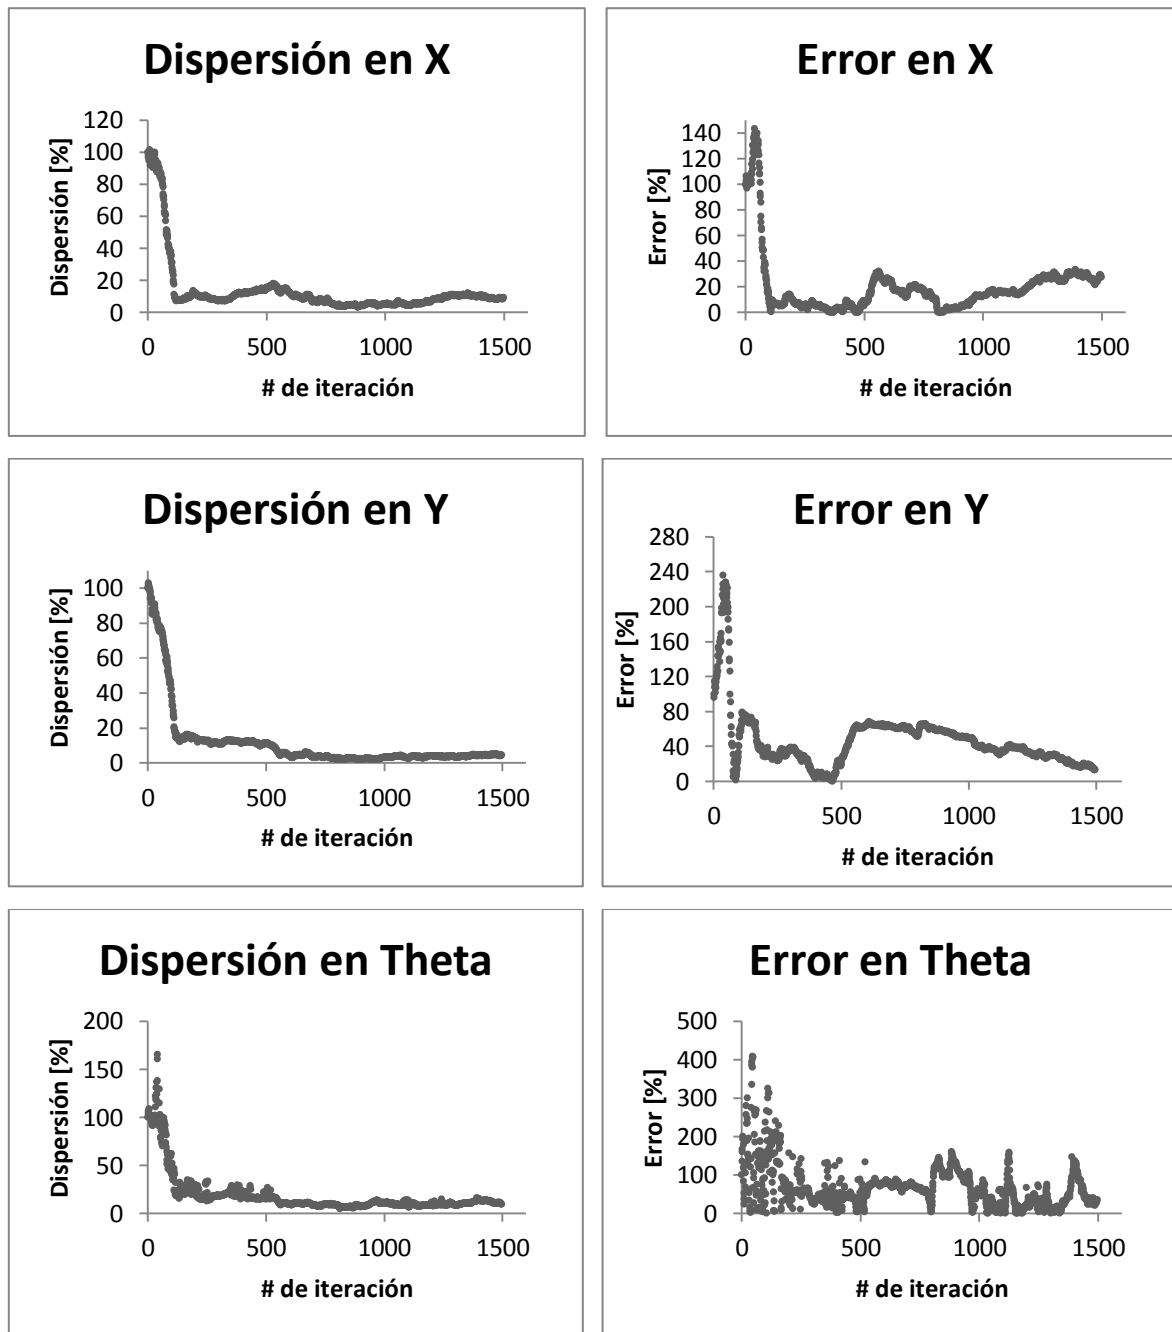 Dispersión en X
Dispersión [%]
120
100
80
60
40
20
0
0 500 1000 1500
# de iteración
Error en X
Error [%]
140
120
100
80
60
40
20
0
0 500 1000 1500
# de iteración
Dispersión en Y
Dispersión [%]
100
80
60
40
20
0
0 500 1000 1500
# de iteración
Error en Y
Error [%]
280
240
200
160
120
80
40
0
0 500 1000 1500
# de iteración
Dispersión en Theta
Dispersión [%]
200
150
100
50
0
0 500 1000 1500
# de iteración
Error en Theta
Error [%]
500
400
300
200
100
0
0 500 1000 1500
# de iteración